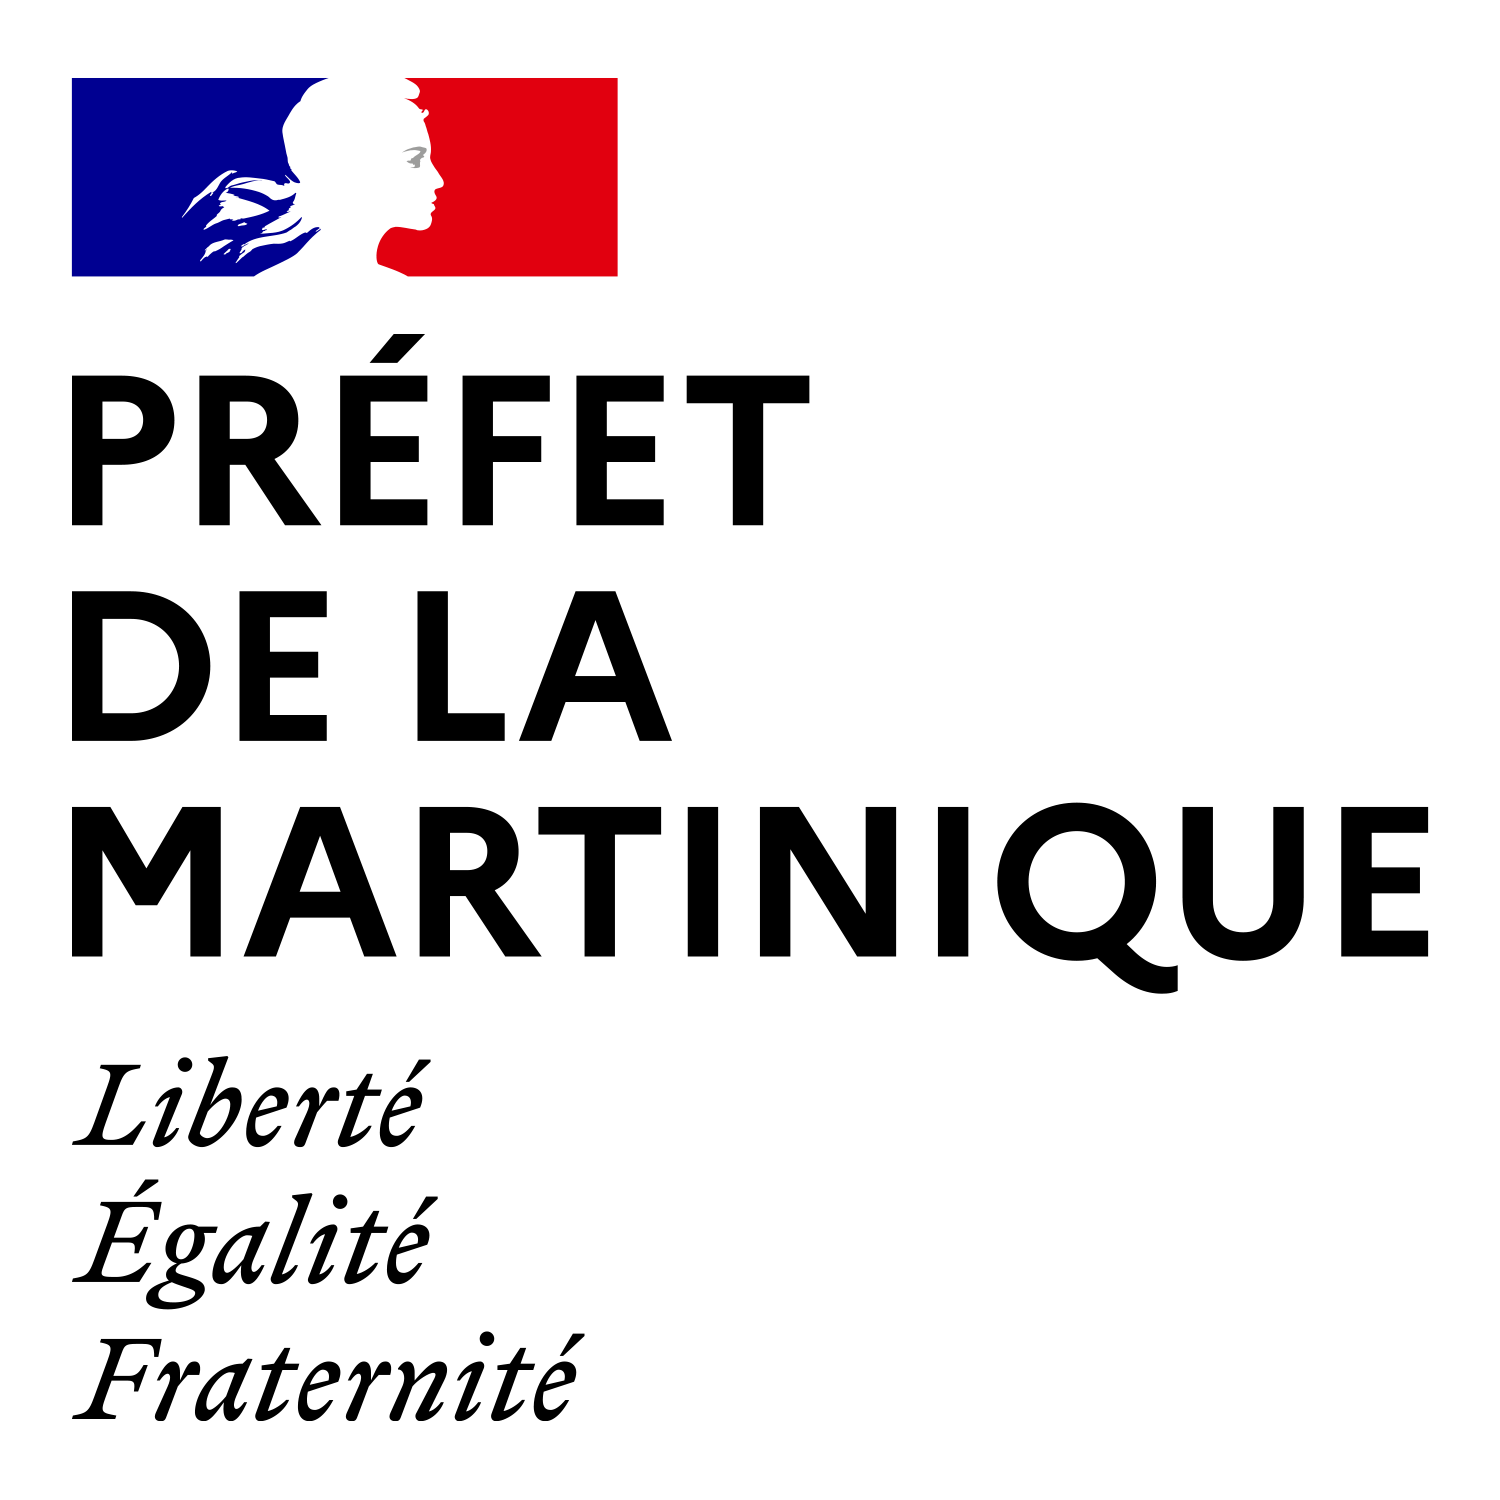 PRÉFET
DE LA
MARTINIQUE
Liberté
Égalité
Fraternité